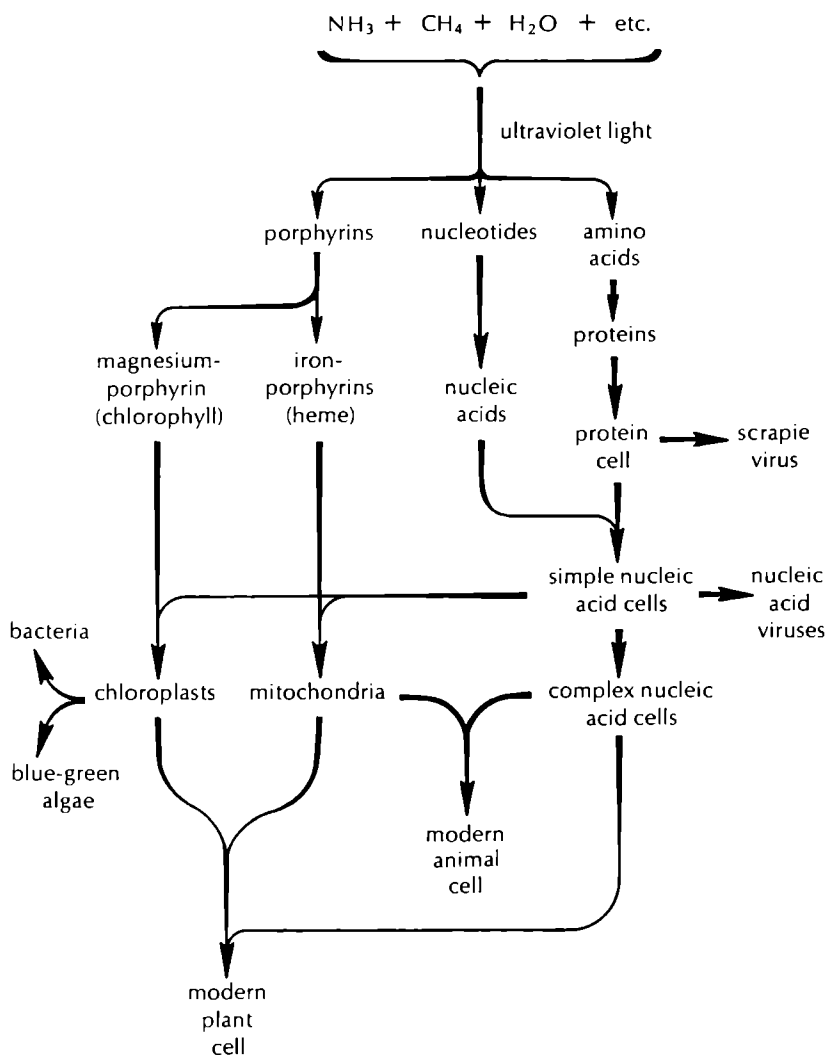 NH₃ + CH₄ + H₂O + etc.
ultraviolet light
porphyrins
nucleotides
amino
acids
proteins
magnesium-
porphyrin
(chlorophyll)
iron-
porphyrins
(heme)
nucleic
acids
protein
cell
scrapie
virus
simple nucleic
acid cells
nucleic
acid
viruses
bacteria
chloroplasts
mitochondria
complex nucleic
acid cells
blue-green
algae
modern
animal
cell
modern
plant
cell